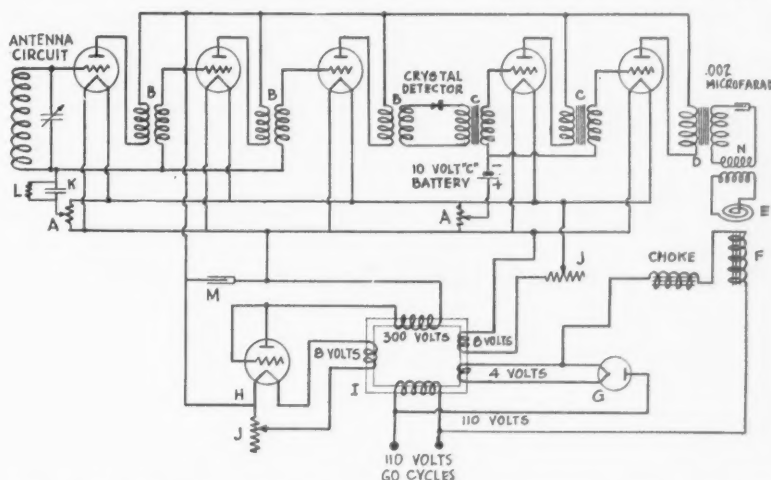 ANTENNA
CIRCUIT
B
B
B
CRYSTAL
DETECTOR
C
C
.002
MICROFARAD
D
N
E
L
K
A
10 VOLT "C"
BATTERY
-
+
A
J
CHOKE
F
M
300 VOLTS
8 VOLTS
8 VOLTS
4 VOLTS
H
I
G
J
110 VOLTS
110 VOLTS
60 CYCLES